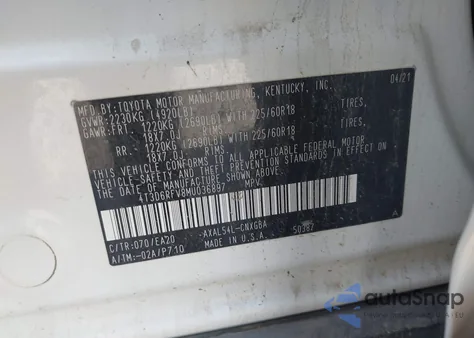 MFD. BY:TOYOTA MOTOR MANUFACTURING, KENTUCKY, INC. 04/21
GVWR:2230KG (4920LB)
GAWR:FRT. 1220KG (2690LB) WITH 225/60R18 TIRES,
18X7.0J RIMS
RR. 1220KG (2690LB) WITH 225/60R18 TIRES,
18X7.0J RIMS
THIS VEHICLE CONFORMS TO ALL APPLICABLE FEDERAL MOTOR
VEHICLE SAFETY AND THEFT PREVENTION STANDARDS IN EFFECT ON
THE DATE OF MANUFACTURE SHOWN ABOVE.
4T3D6RFV8MU036897 MPV
C/TR:070/EA20 AXAL54L-CNXGBA A
A/TM:-02A/P710 MADE IN U.S.A. 50387
autoSnap